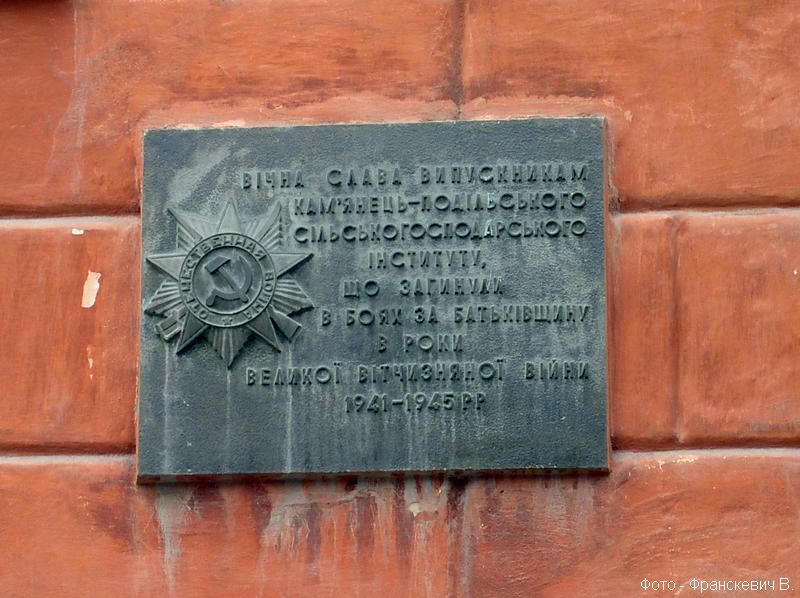 ВІЧНА СЛАВА ВИПУСКНИКАМ
КАМ'ЯНЕЦЬ-ПОДІЛЬСЬКОГО
СІЛЬСЬКОГОСПОДАРСЬКОГО
ІНСТИТУТУ,
ЩО ЗАГИНУЛИ
В БОЯХ ЗА БАТЬКІВЩИНУ
В РОКИ
ВЕЛИКОЇ ВІТЧИЗНЯНОЇ ВІЙНИ
1941-1945 РР
ОТЕЧЕСТВЕННАЯ ВОЙНА
Фото - Франскевич В.